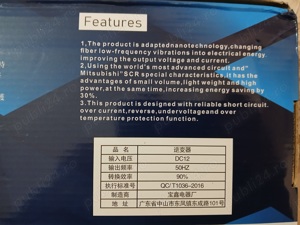 Features
1,The product is adaptednanotechnology,changing
fiber low-frequency vibrations into electrical energy
improving the output voltage and current.
2,Using the world's most advanced circuit and"
Mitsubishi"SCR special characteristics,it has the
advantages of small volume,light weight and high
power,at the same time,increasing energy saving by
30%.
3.This product is designed with reliable short circuit.
over current,reverse.undervoltageand over
temperature protection function.
品名 逆变器
输入电压 DC12
输出频率 50HZ
转换效率 90%
执行标准号 QC/T1036-2016
制造商 宝鑫电器厂
地址 广东省中山市东凤镇东成路101号